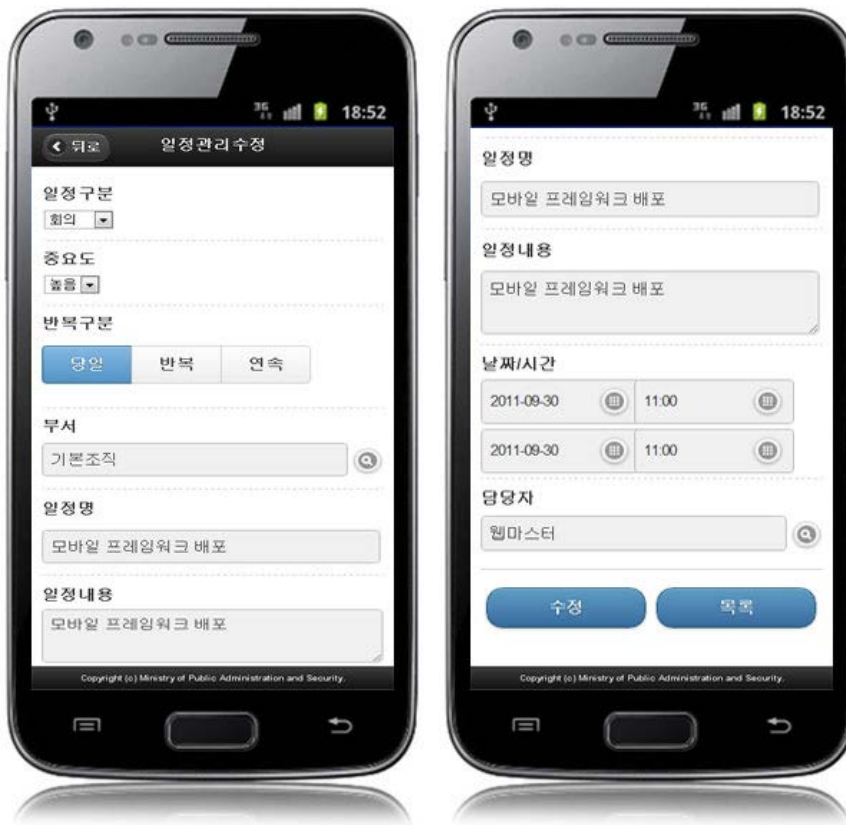 3G
18:52
뒤로
일정관리수정
일정구분
회의
중요도
높음
반복구분
당일
반복
연속
부서
기본조직
일정명
모바일 프레임워크 배포
일정내용
모바일 프레임워크 배포
Copyright (c) Ministry of Public Administration and Security.
3G
18:52
일정명
모바일 프레임워크 배포
일정내용
모바일 프레임워크 배포
날짜/시간
2011-09-30 11:00
2011-09-30 11:00
담당자
웹마스터
수정 목록
Copyright (c) Ministry of Public Administration and Security.